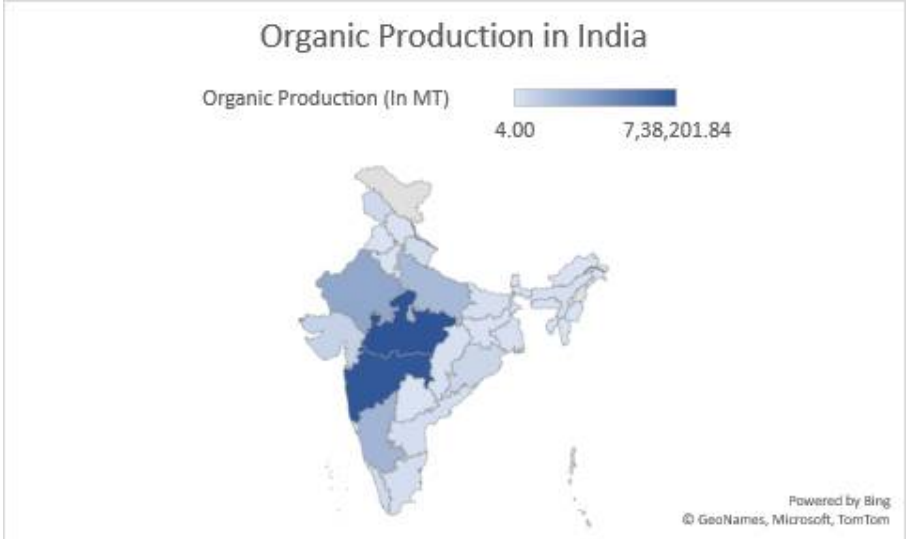 Organic Production in India
Organic Production (In MT)
4.00 7,38,201.84
Powered by Bing
© GeoNames, Microsoft, TomTom